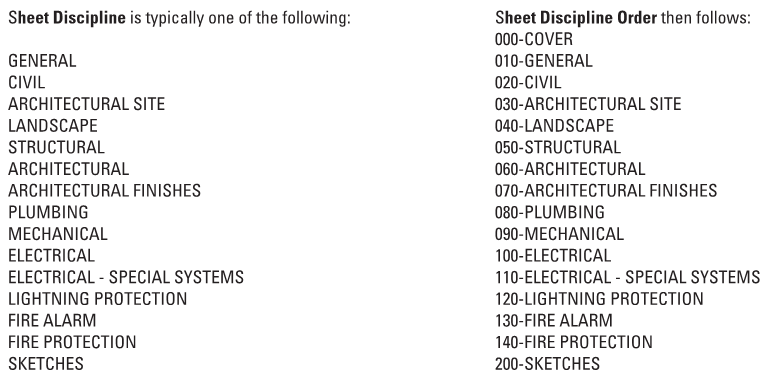 Sheet Discipline is typically one of the following:
GENERAL
CIVIL
ARCHITECTURAL SITE
LANDSCAPE
STRUCTURAL
ARCHITECTURAL
ARCHITECTURAL FINISHES
PLUMBING
MECHANICAL
ELECTRICAL
ELECTRICAL - SPECIAL SYSTEMS
LIGHTNING PROTECTION
FIRE ALARM
FIRE PROTECTION
SKETCHES
Sheet Discipline Order then follows:
000-COVER
010-GENERAL
020-CIVIL
030-ARCHITECTURAL SITE
040-LANDSCAPE
050-STRUCTURAL
060-ARCHITECTURAL
070-ARCHITECTURAL FINISHES
080-PLUMBING
090-MECHANICAL
100-ELECTRICAL
110-ELECTRICAL - SPECIAL SYSTEMS
120-LIGHTNING PROTECTION
130-FIRE ALARM
140-FIRE PROTECTION
200-SKETCHES